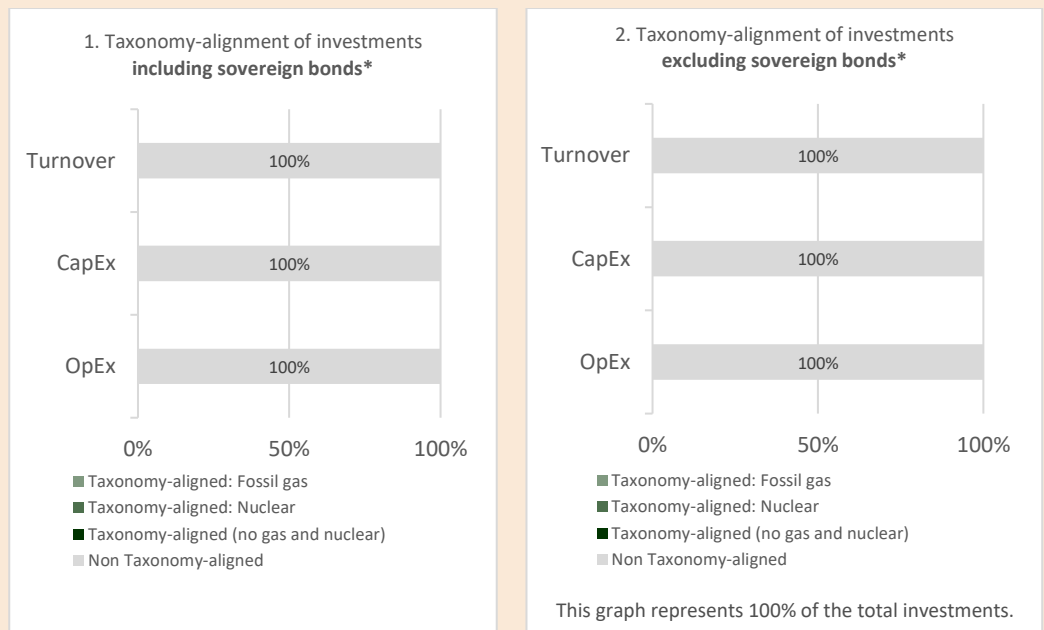 1. Taxonomy-alignment of investments
including sovereign bonds*
Turnover
100%
CapEx
100%
OpEx
100%
0%
50%
100%
Taxonomy-aligned: Fossil gas
Taxonomy-aligned: Nuclear
Taxonomy-aligned (no gas and nuclear)
Non Taxonomy-aligned
2. Taxonomy-alignment of investments
excluding sovereign bonds*
Turnover
100%
CapEx
100%
OpEx
100%
0%
50%
100%
Taxonomy-aligned: Fossil gas
Taxonomy-aligned: Nuclear
Taxonomy-aligned (no gas and nuclear)
Non Taxonomy-aligned
This graph represents 100% of the total investments.